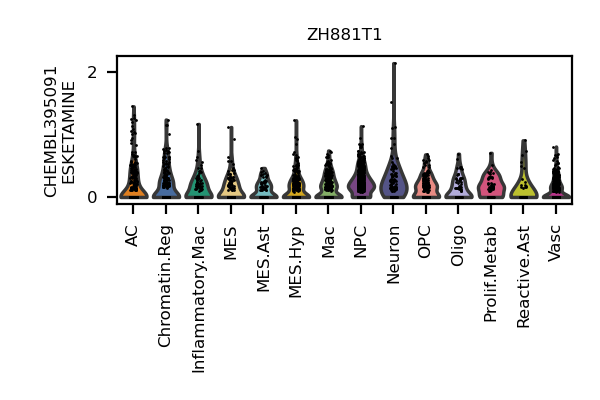 ZH881T1
CHEMBL395091
ESKETAMINE
2
0
AC
Chromatin.Reg
Inflammatory.Mac
MES
MES.Ast
MES.Hyp
Mac
NPC
Neuron
OPC
Oligo
Prolif.Metab
Reactive.Ast
Vasc